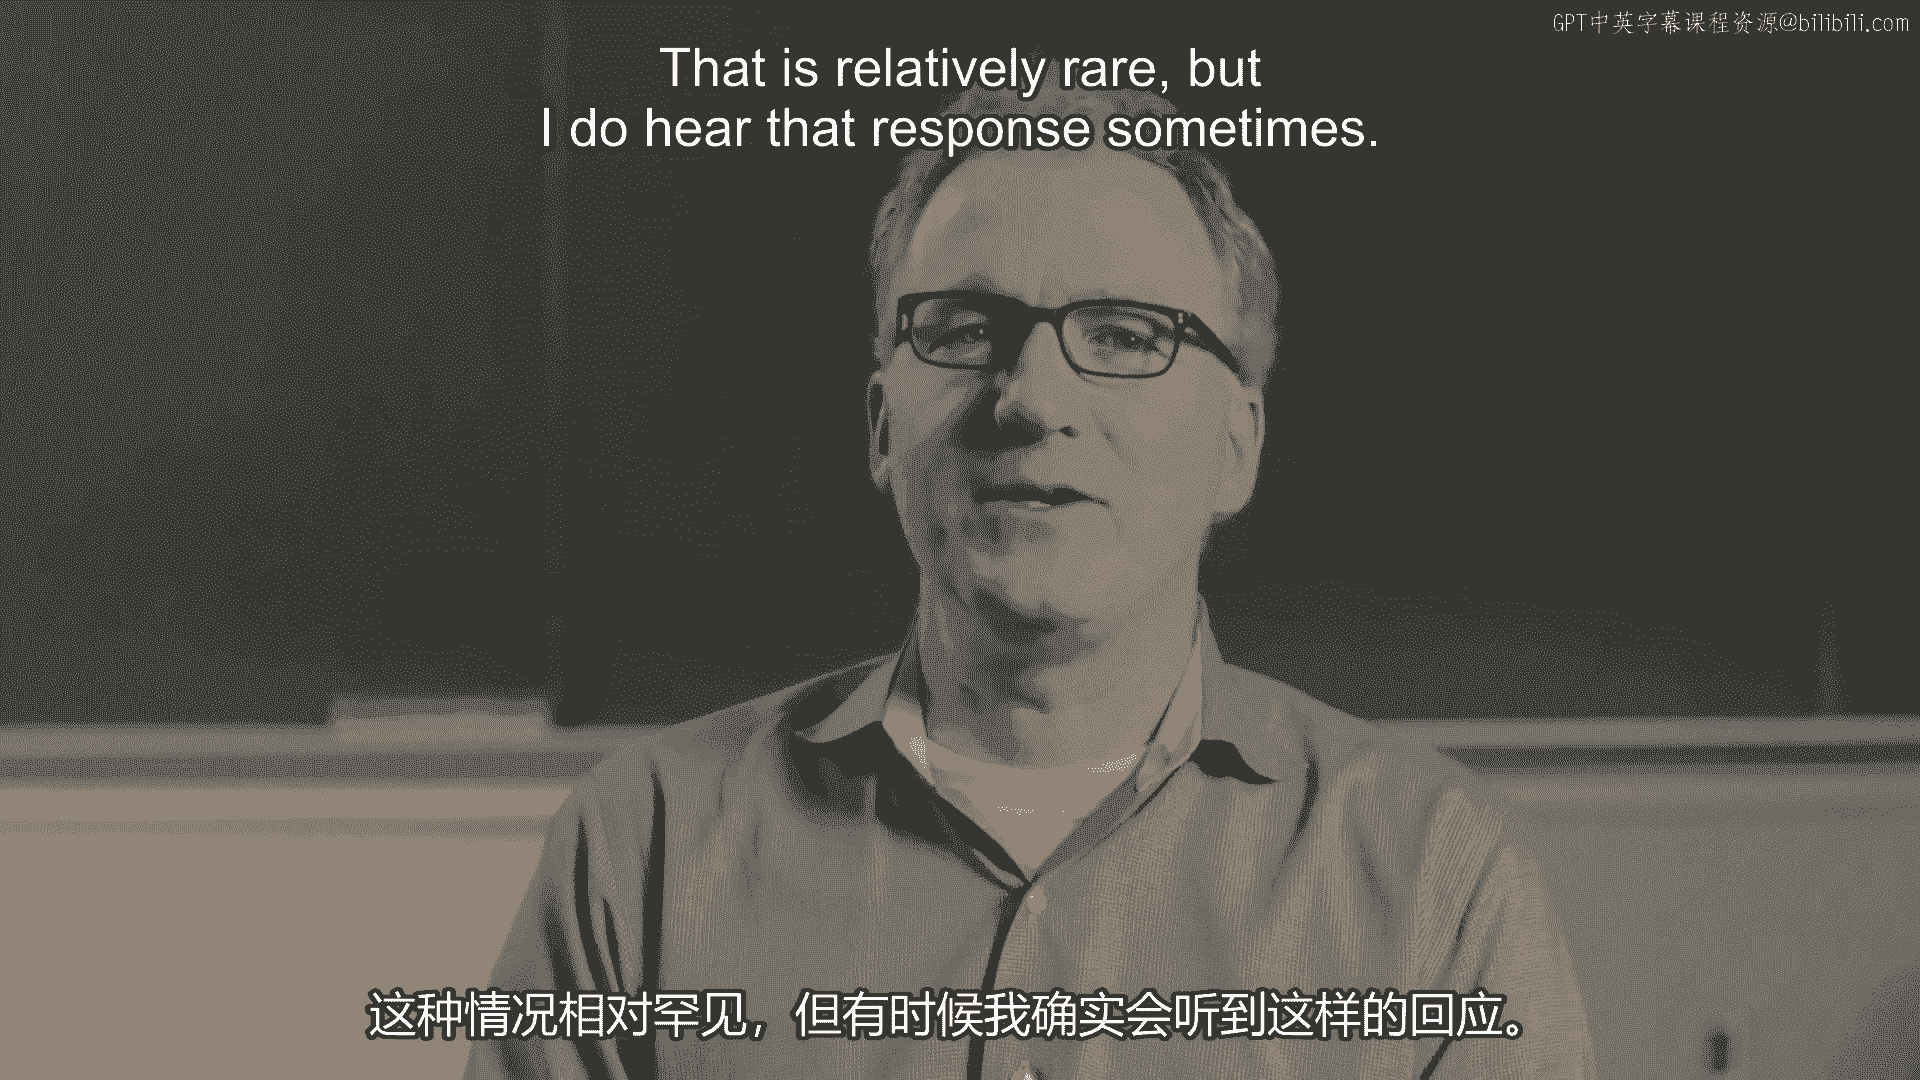 GPT中英字幕课程资源@bilibili.com
That is relatively rare, but
I do hear that response sometimes.
这种情况相对罕见，但有时候我确实会听到这样的回应。